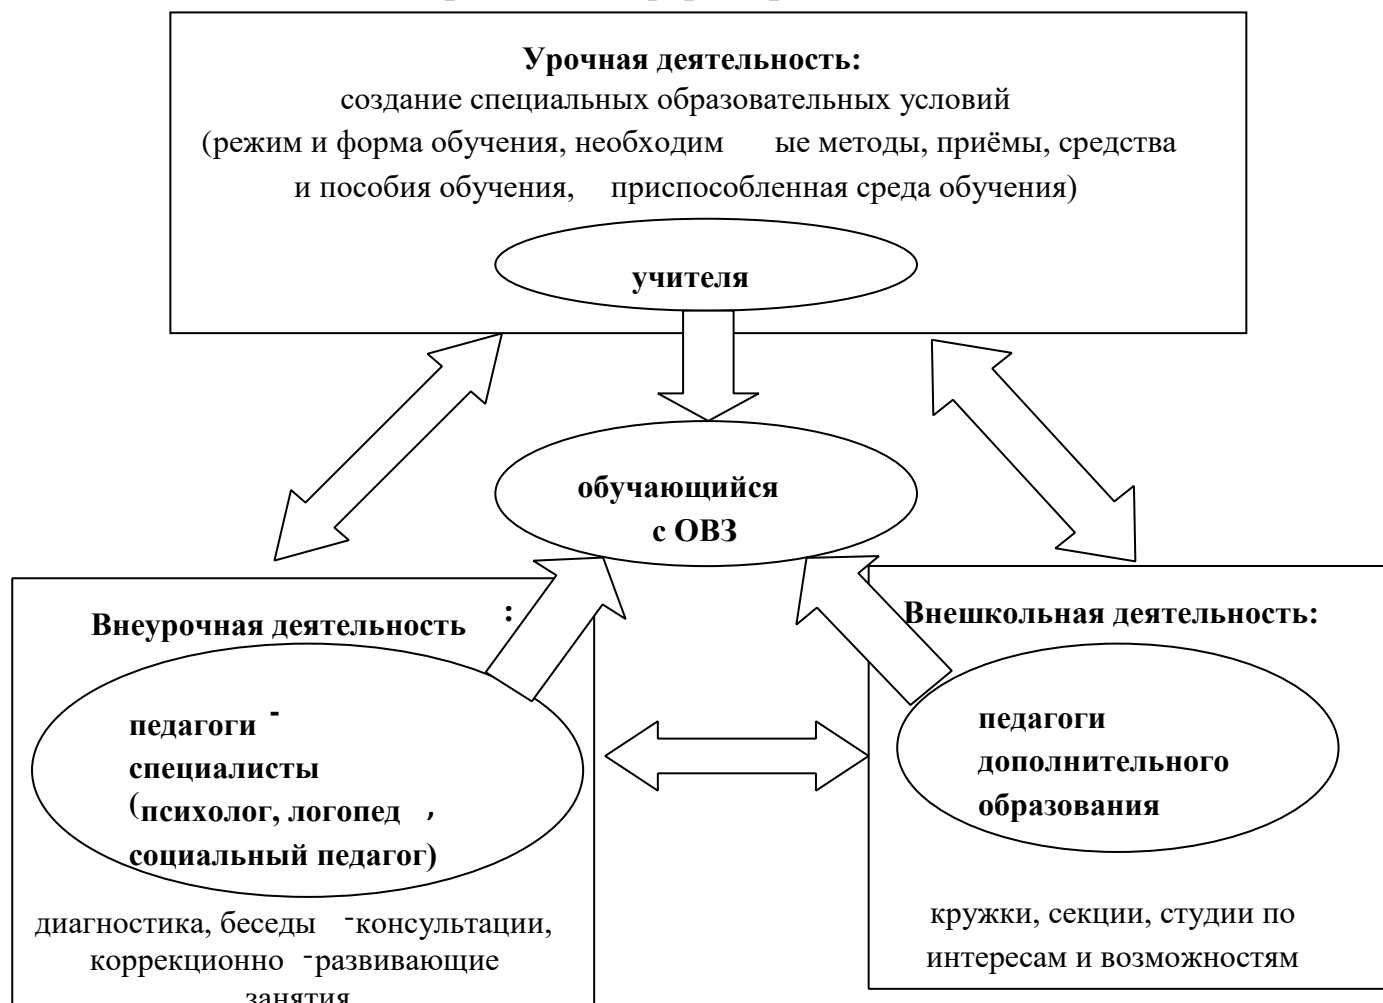 Урочная деятельность:
создание специальных образовательных условий
(режим и форма обучения, необходим ые методы, приёмы, средства
и пособия обучения, приспособленная среда обучения)
учителя
обучающийся
с ОВЗ
Внеурочная деятельность :
педагоги -
специалисты
(психолог, логопед ,
социальный педагог)
диагностика, беседы -консультации,
коррекционно -развивающие
занятия
Внешкольная деятельность:
педагоги
дополнительного
образования
кружки, секции, студии по
интересам и возможностям